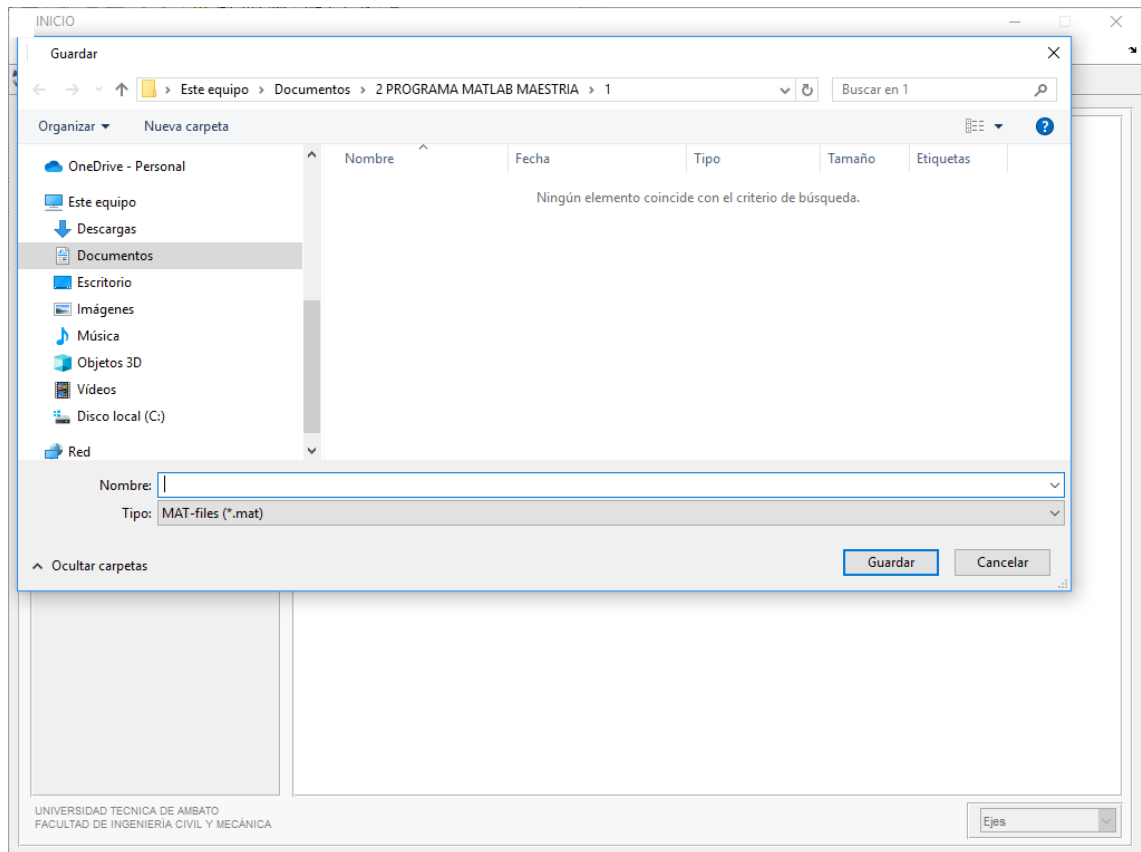 INICIO
Guardar
Este equipo > Documentos > 2 PROGRAMA MATLAB MAESTRIA > 1
Buscar en 1
Organizar
Nueva carpeta
OneDrive - Personal
Este equipo
Descargas
Documentos
Escritorio
Imágenes
Música
Objetos 3D
Vídeos
Disco local (C:)
Red
Nombre Fecha Tipo Tamaño Etiquetas
Ningún elemento coincide con el criterio de búsqueda.
Nombre:
Tipo: MAT-files (*.mat)
Ocultar carpetas
Guardar
Cancelar
UNIVERSIDAD TECNICA DE AMBATO
FACULTAD DE INGENIERÍA CIVIL Y MECÁNICA
Ejes